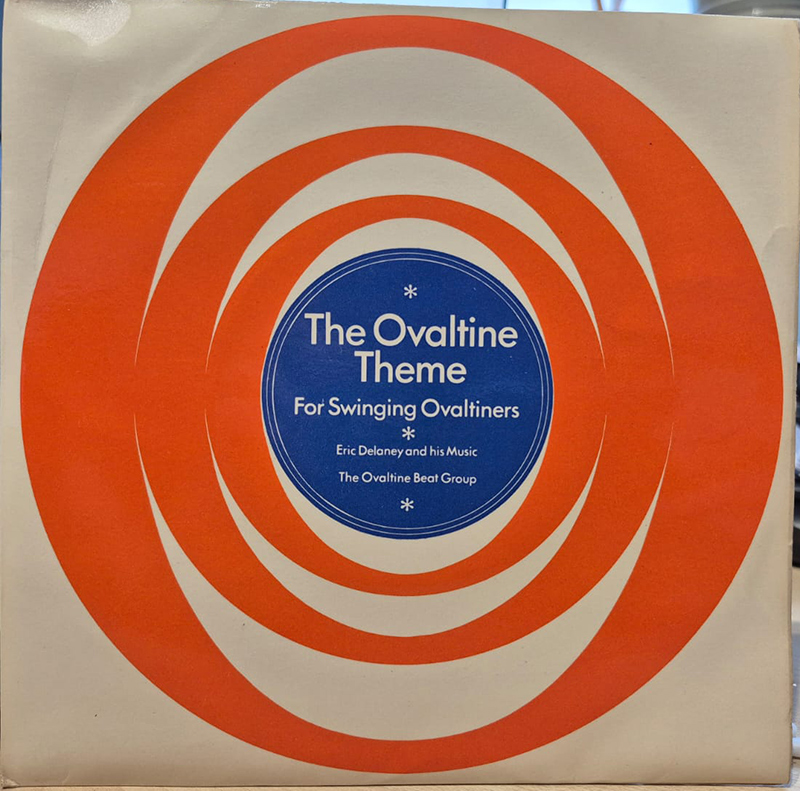 *
The Ovaltine
Theme
For Swinging Ovaltiners
*
Eric Delaney and his Music
The Ovaltine Beat Group
*